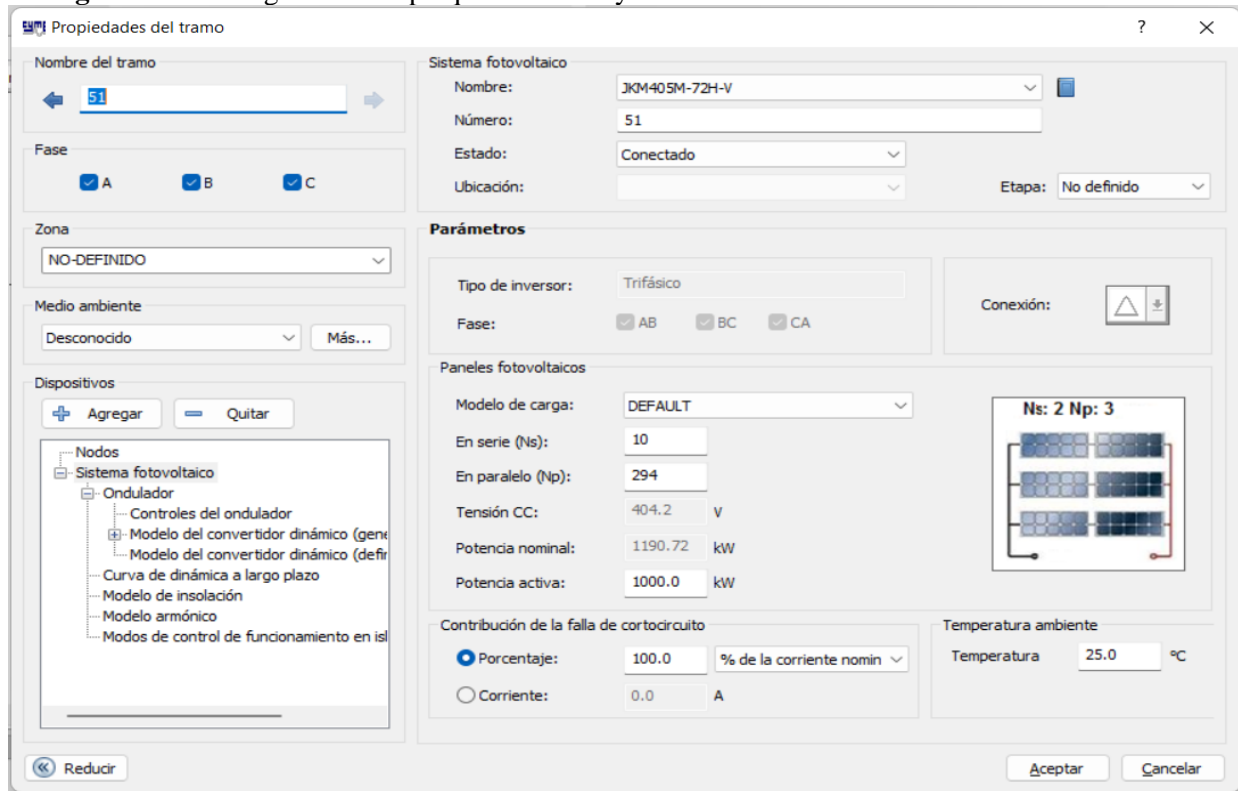 Propiedades del tramo
Nombre del tramo
51
Fase
A B C
Zona
NO-DEFINIDO
Medio ambiente
Desconocido Más...
Dispositivos
Agregar Quitar
Nodos
Sistema fotovoltaico
Ondulador
Controles del ondulador
Modelo del convertidor dinámico (gene
Modelo del convertidor dinámico (defir
Curva de dinámica a largo plazo
Modelo de insolación
Modelo armónico
Modos de control de funcionamiento en isl
Sistema fotovoltaico
Nombre: JKM405M-72H-V
Número: 51
Estado: Conectado
Ubicación: Etapa: No definido
Parámetros
Tipo de inversor: Trifásico
Fase: AB BC CA
Conexión:
Paneles fotovoltaicos
Modelo de carga: DEFAULT
En serie (Ns): 10
En paralelo (Np): 294
Tensión CC: 404.2 V
Potencia nominal: 1190.72 kW
Potencia activa: 1000.0 kW
Ns: 2 Np: 3
Contribución de la falla de cortocircuito
Porcentaje: 100.0 % de la corriente nomin
Corriente: 0.0 A
Temperatura ambiente
Temperatura 25.0 ºC
Reducir
Aceptar Cancelar